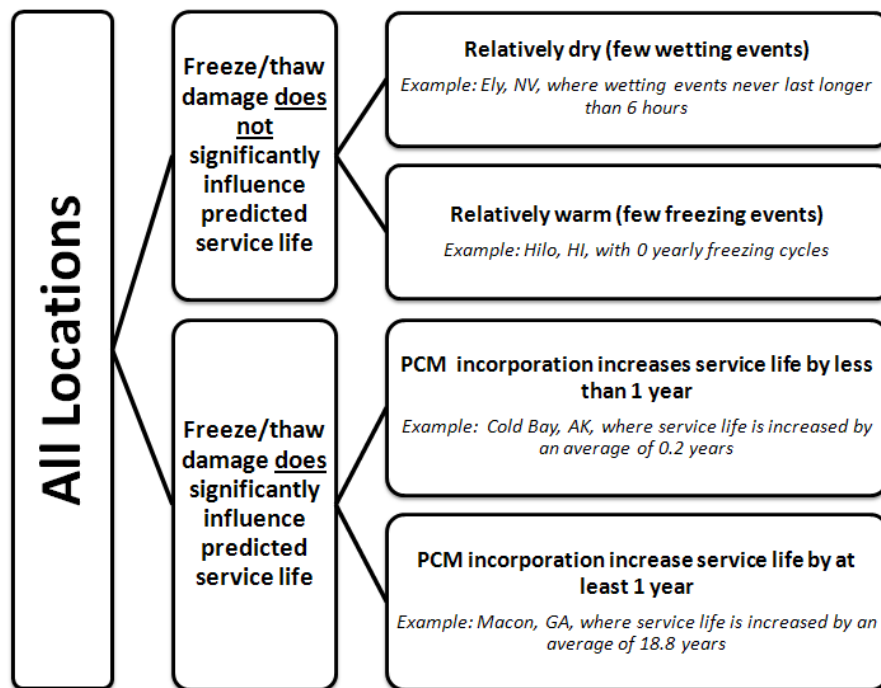 All Locations
Freeze/thaw
damage does
not
significantly
influence
predicted
service life
Relatively dry (few wetting events)
Example: Ely, NV, where wetting events never last longer
than 6 hours
Relatively warm (few freezing events)
Example: Hilo, HI, with 0 yearly freezing cycles
Freeze/thaw
damage does
significantly
influence
predicted
service life
PCM incorporation increases service life by less
than 1 year
Example: Cold Bay, AK, where service life is increased by
an average of 0.2 years
PCM incorporation increase service life by at
least 1 year
Example: Macon, GA, where service life is increased by an
average of 18.8 years